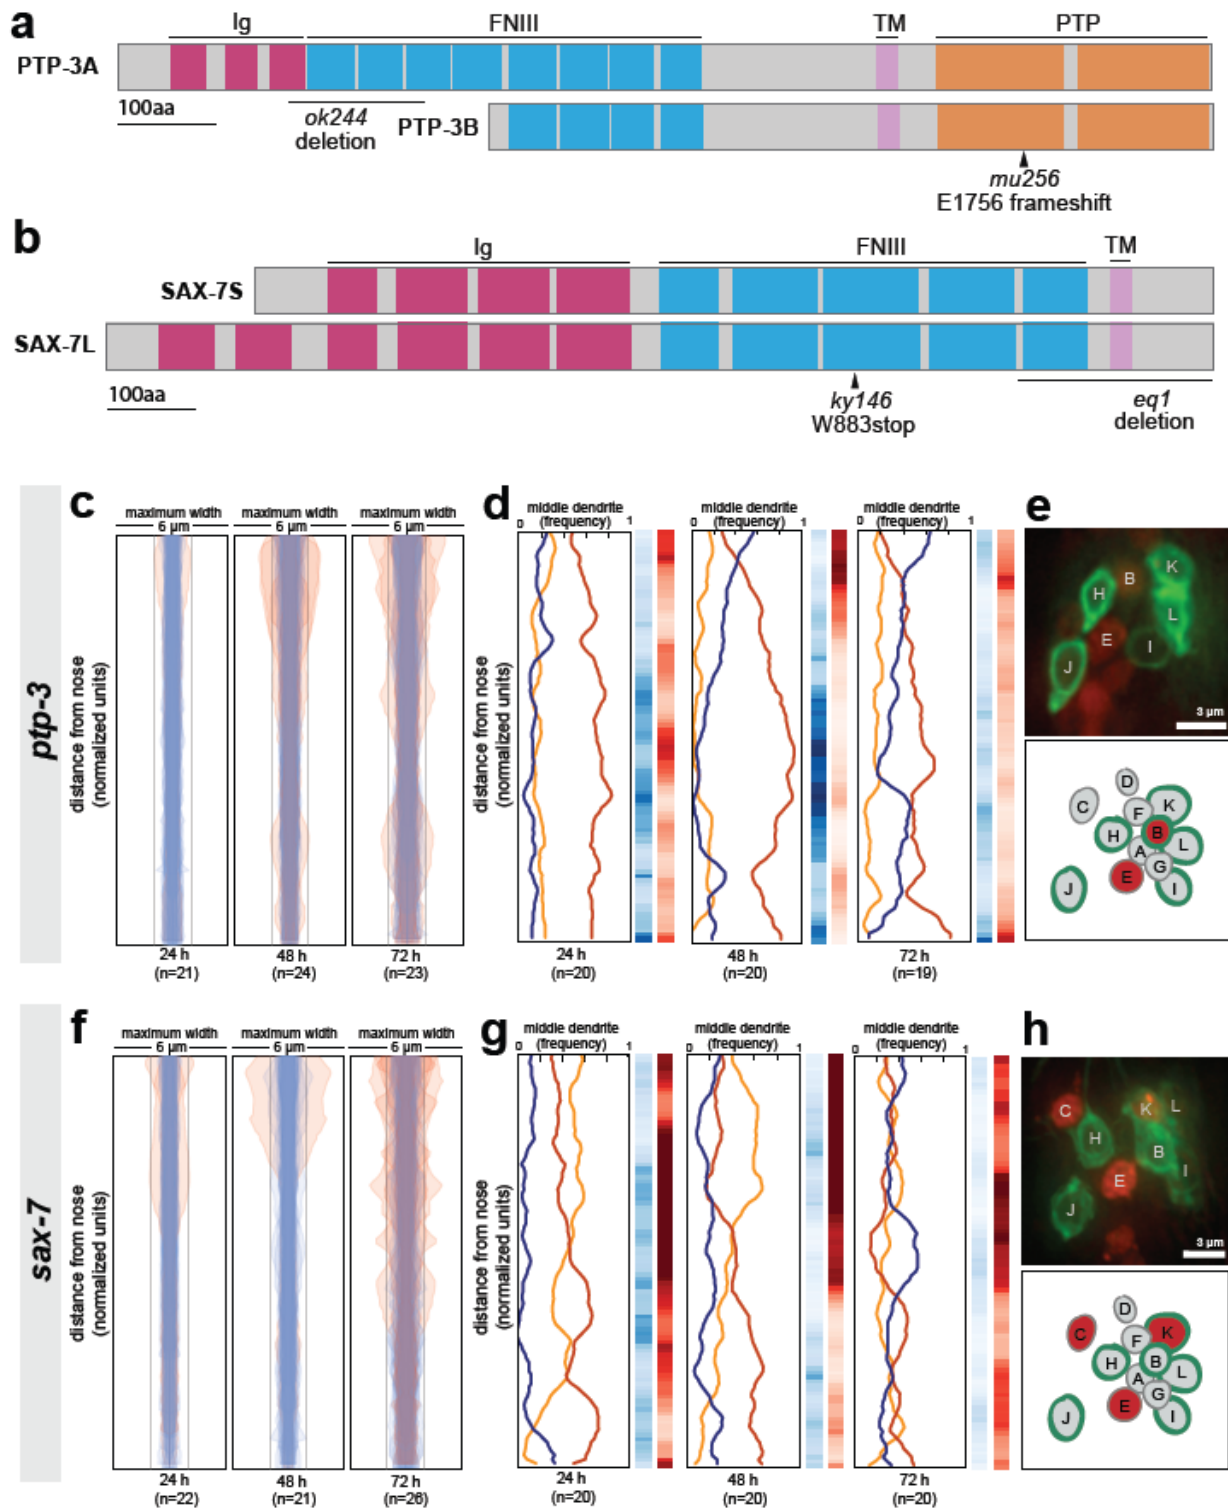 a
Ig FNIII TM PTP
PTP-3A
100aa
ok244
deletion
PTP-3B
mu256
E1756 frameshift
b
Ig FNIII TM
SAX-7S
SAX-7L
100aa
ky146
W883stop
eq1
deletion
ptp-3
c
maximum width maximum width maximum width
6 µm 6 µm 6 µm
distance from nose
(normalized units)
24 h 48 h 72 h
(n=21) (n=24) (n=23)
d
middle dendrite middle dendrite middle dendrite
0 (frequency) 1 0 (frequency) 1 0 (frequency) 1
distance from nose
(normalized units)
24 h 48 h 72 h
(n=20) (n=20) (n=19)
e
K
B
H
L
E
I
J
3 µm
D
C
F
K
H
B
A
L
G
E
J
I
sax-7
f
maximum width maximum width maximum width
6 µm 6 µm 6 µm
distance from nose
(normalized units)
24 h 48 h 72 h
(n=22) (n=21) (n=26)
g
middle dendrite middle dendrite middle dendrite
0 (frequency) 1 0 (frequency) 1 0 (frequency) 1
distance from nose
(normalized units)
24 h 48 h 72 h
(n=20) (n=20) (n=20)
h
C
K
L
H
B
E
I
J
3 µm
D
C
F
K
H
B
A
L
G
E
J
I